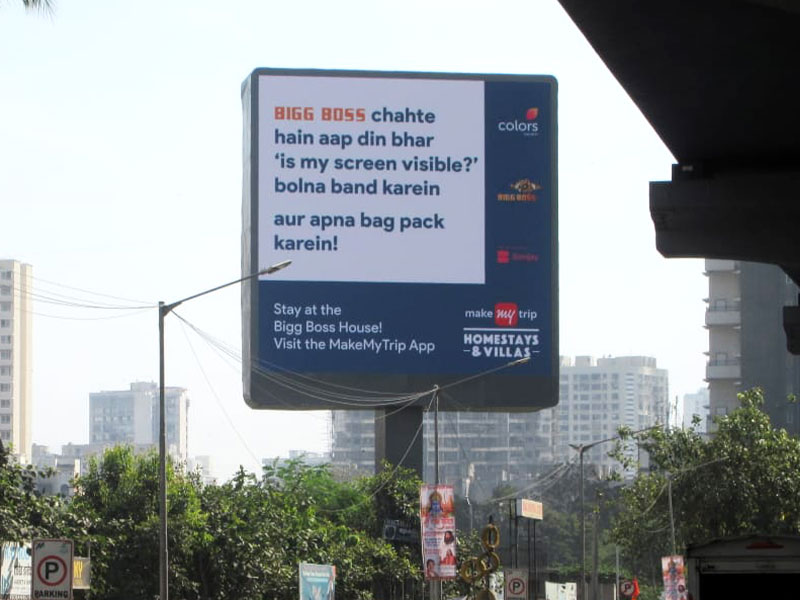 BIGG BOSS chahte
hain aap din bhar
‘is my screen visible?’
bolna band karein
aur apna bag pack
karein!
colors
BIGG BOSS
Stay at the
Bigg Boss House!
Visit the MakeMyTrip App
make my trip
HOMESTAYS
& VILLAS
P
PARKING
P
P